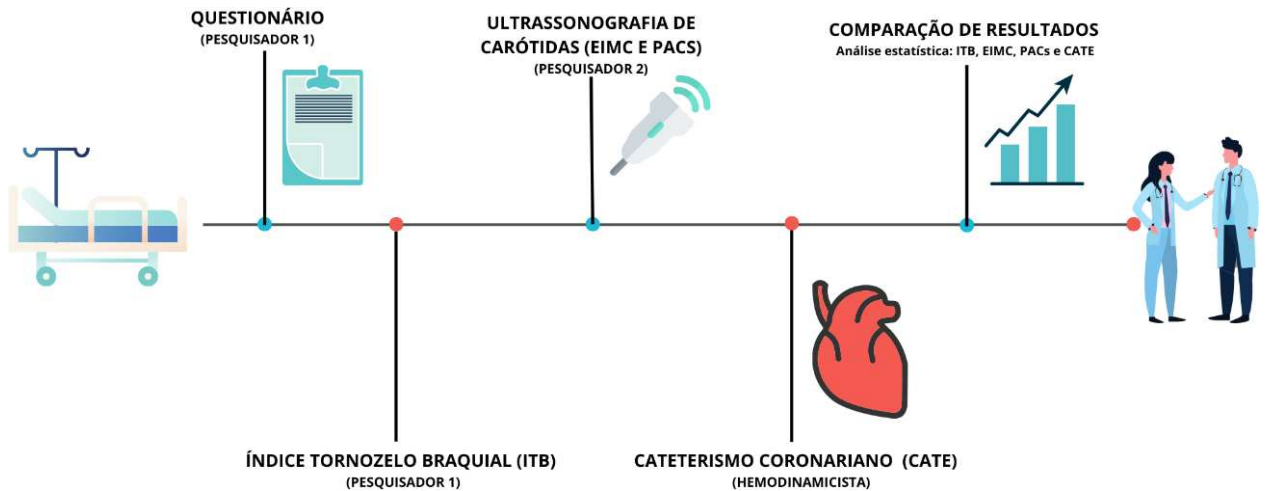 QUESTIONÁRIO
(PESQUISADOR 1)
ULTRASSONOGRAFIA DE
CARÓTIDAS (EIMC E PACS)
(PESQUISADOR 2)
COMPARAÇÃO DE RESULTADOS
Análise estatística: ITB, EIMC, PACs e CATE
ÍNDICE TORNOZELO BRAQUIAL (ITB)
(PESQUISADOR 1)
CATETERISMO CORONARIANO (CATE)
(HEMODINAMICISTA)